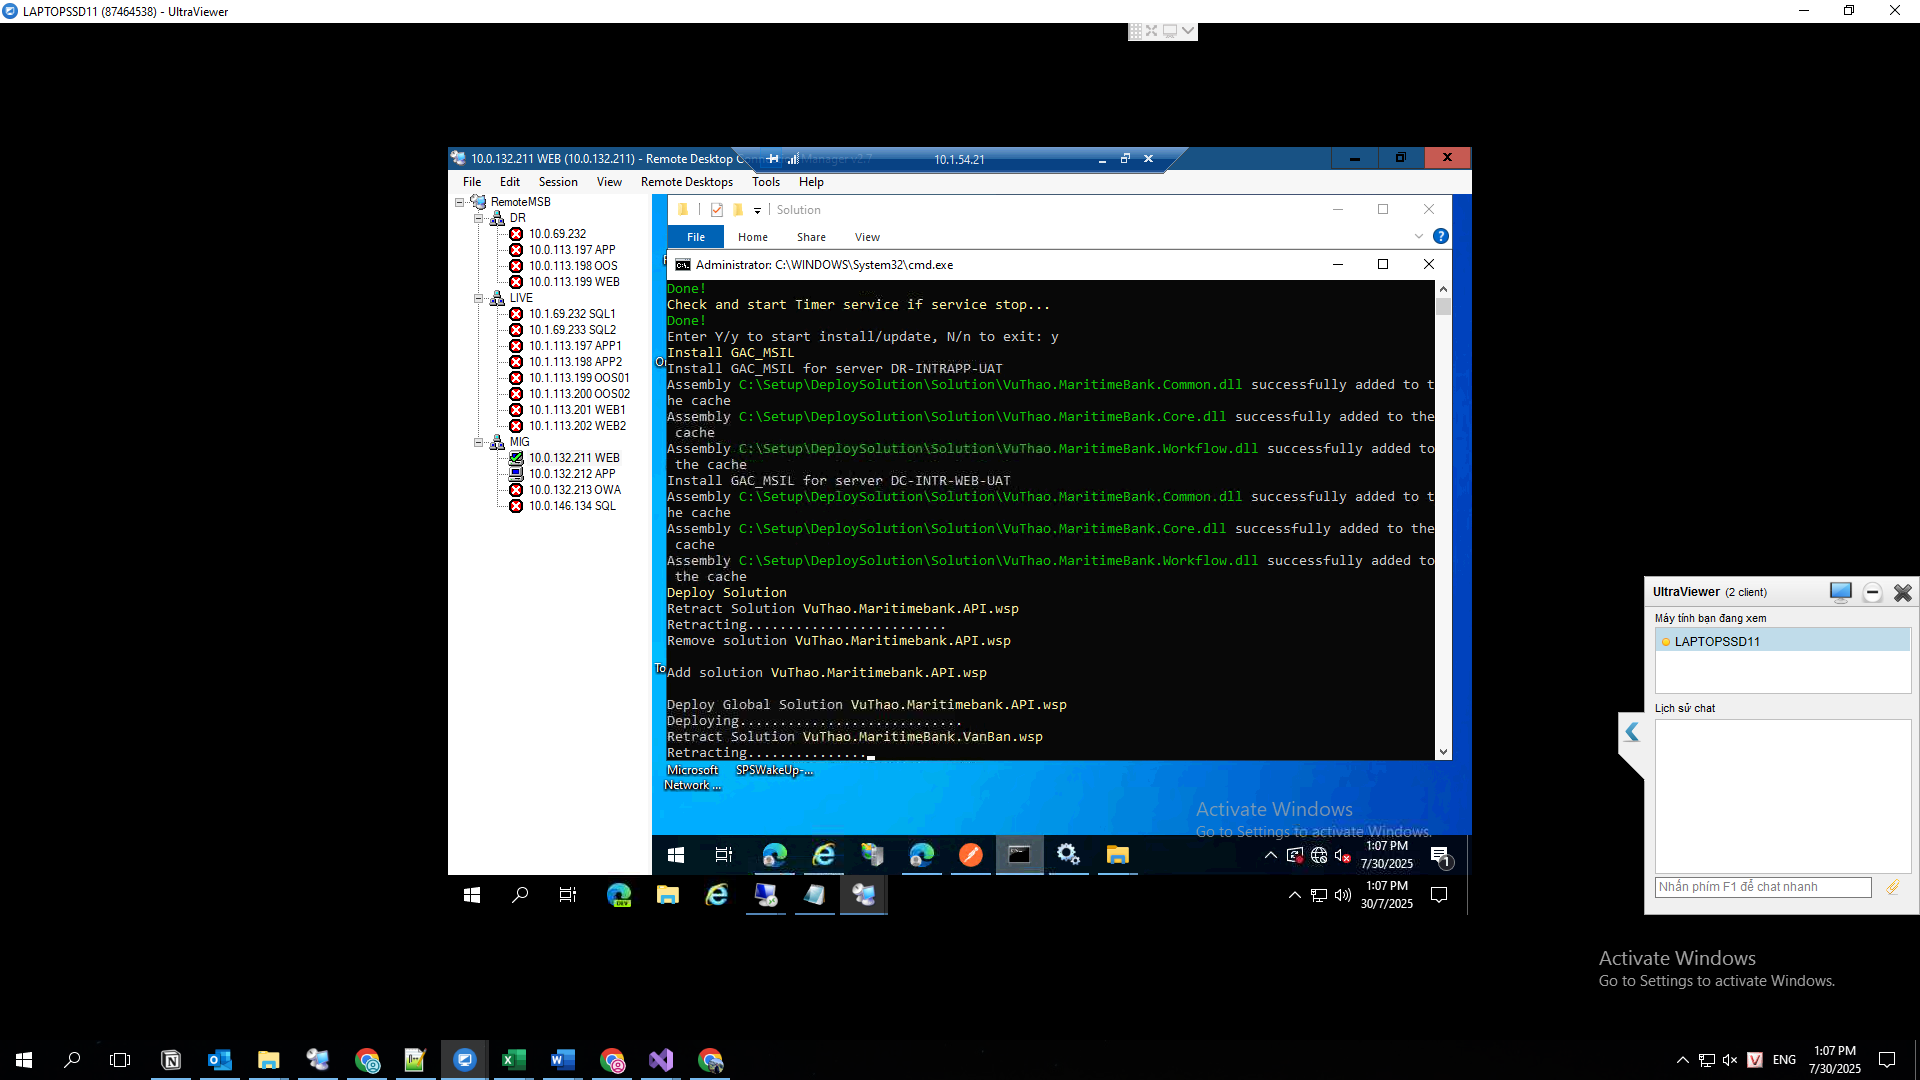 LAPTOPSSD11 (87464538) - UltraViewer
10.0.132.211 WEB (10.0.132.211) - Remote Desktop
10.1.54.21
File Edit Session View Remote Desktops Tools Help
RemoteMSB
DR
10.0.69.232
10.0.113.197 APP
10.0.113.198 OOS
10.0.113.199 WEB
LIVE
10.1.69.232 SQL1
10.1.69.233 SQL2
10.1.113.197 APP1
10.1.113.198 APP2
10.1.113.199 OOS01
10.1.113.200 OOS02
10.1.113.201 WEB1
10.1.113.202 WEB2
MIG
10.0.132.211 WEB
10.0.132.212 APP
10.0.132.213 OWA
10.0.146.134 SQL
Solution
File Home Share View
Administrator: C:\WINDOWS\System32\cmd.exe
Done!
Check and start Timer service if service stop...
Done!
Enter Y/y to start install/update, N/n to exit: y
Install GAC_MSIL
Install GAC_MSIL for server DR-INTRAPP-UAT
Assembly C:\Setup\DeploySolution\Solution\VuThao.MaritimeBank.Common.dll successfully added to t
he cache
Assembly C:\Setup\DeploySolution\Solution\VuThao.MaritimeBank.Core.dll successfully added to the
cache
Assembly C:\Setup\DeploySolution\Solution\VuThao.MaritimeBank.Workflow.dll successfully added to
the cache
Install GAC_MSIL for server DC-INTR-WEB-UAT
Assembly C:\Setup\DeploySolution\Solution\VuThao.MaritimeBank.Common.dll successfully added to t
he cache
Assembly C:\Setup\DeploySolution\Solution\VuThao.MaritimeBank.Core.dll successfully added to the
cache
Assembly C:\Setup\DeploySolution\Solution\VuThao.MaritimeBank.Workflow.dll successfully added to
the cache
Deploy Solution
Retract Solution VuThao.Maritimebank.API.wsp
Retracting.........................
Remove solution VuThao.Maritimebank.API.wsp
Add solution VuThao.Maritimebank.API.wsp
Deploy Global Solution VuThao.Maritimebank.API.wsp
Deploying............................
Retract Solution VuThao.MaritimeBank.VanBan.wsp
Retracting...............
To
Microsoft
Network ...
SPSWakeUp-...
Activate Windows
Go to Settings to activate Windows.
1:07 PM
7/30/2025
1
DEV
1:07 PM
30/7/2025
UltraViewer (2 client)
Máy tính bạn đang xem
LAPTOPSSD11
Lịch sử chat
Nhấn phím F1 để chat nhanh
Activate Windows
Go to Settings to activate Windows.
ENG
1:07 PM
7/30/2025